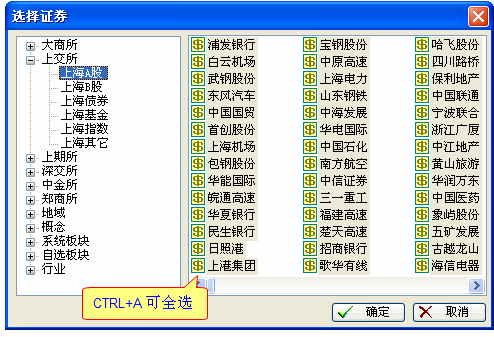 选择证券
大商所
上交所
上海A股
上海B股
上海债券
上海基金
上海指数
上海其它
上期所
深交所
中金所
郑商所
地域
概念
系统板块
自选板块
行业
浦发银行 宝钢股份 哈飞股份
白云机场 中原高速 四川路桥
武钢股份 上海电力 保利地产
东风汽车 山东钢铁 中国联通
中国国贸 中海发展 宁波联合
首创股份 华电国际 浙江广厦
上海机场 中国石化 中江地产
包钢股份 南方航空 黄山旅游
华能国际 中信证券 华润万东
皖通高速 三一重工 中国医药
华夏银行 福建高速 象屿股份
民生银行 楚天高速 五矿发展
日照港 招商银行 古越龙山
上港集团 歌华有线 海信电器
CTRL+A 可全选
确定 取消